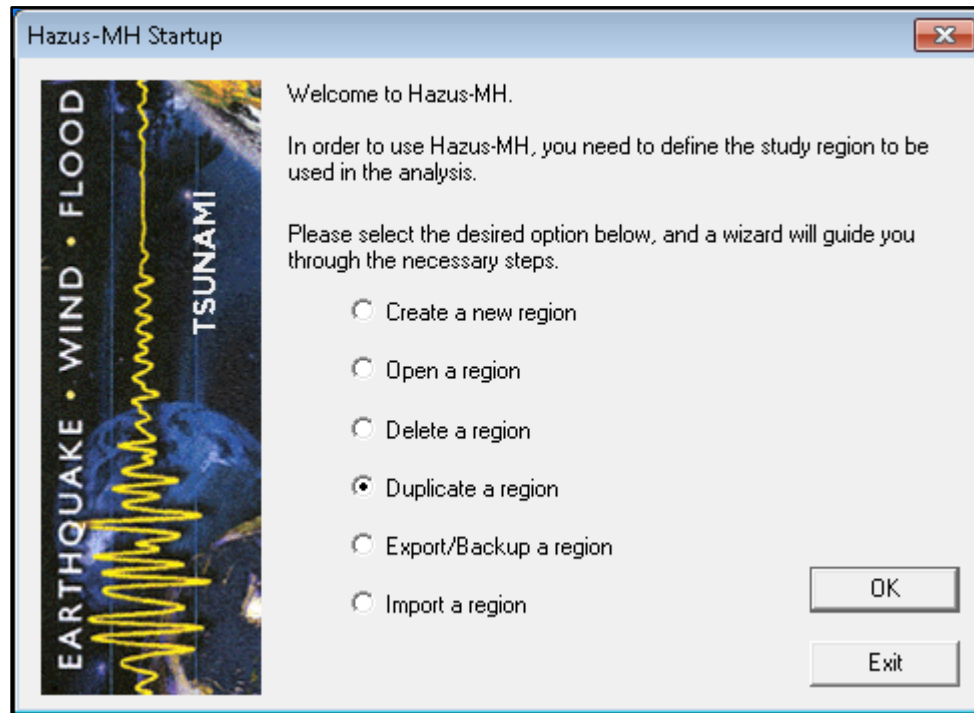 Hazus-MH Startup
EARTHQUAKE • WIND • FLOOD
TSUNAMI
Welcome to Hazus-MH.
In order to use Hazus-MH, you need to define the study region to be
used in the analysis.
Please select the desired option below, and a wizard will guide you
through the necessary steps.
Create a new region
Open a region
Delete a region
Duplicate a region
Export/Backup a region
Import a region
OK
Exit